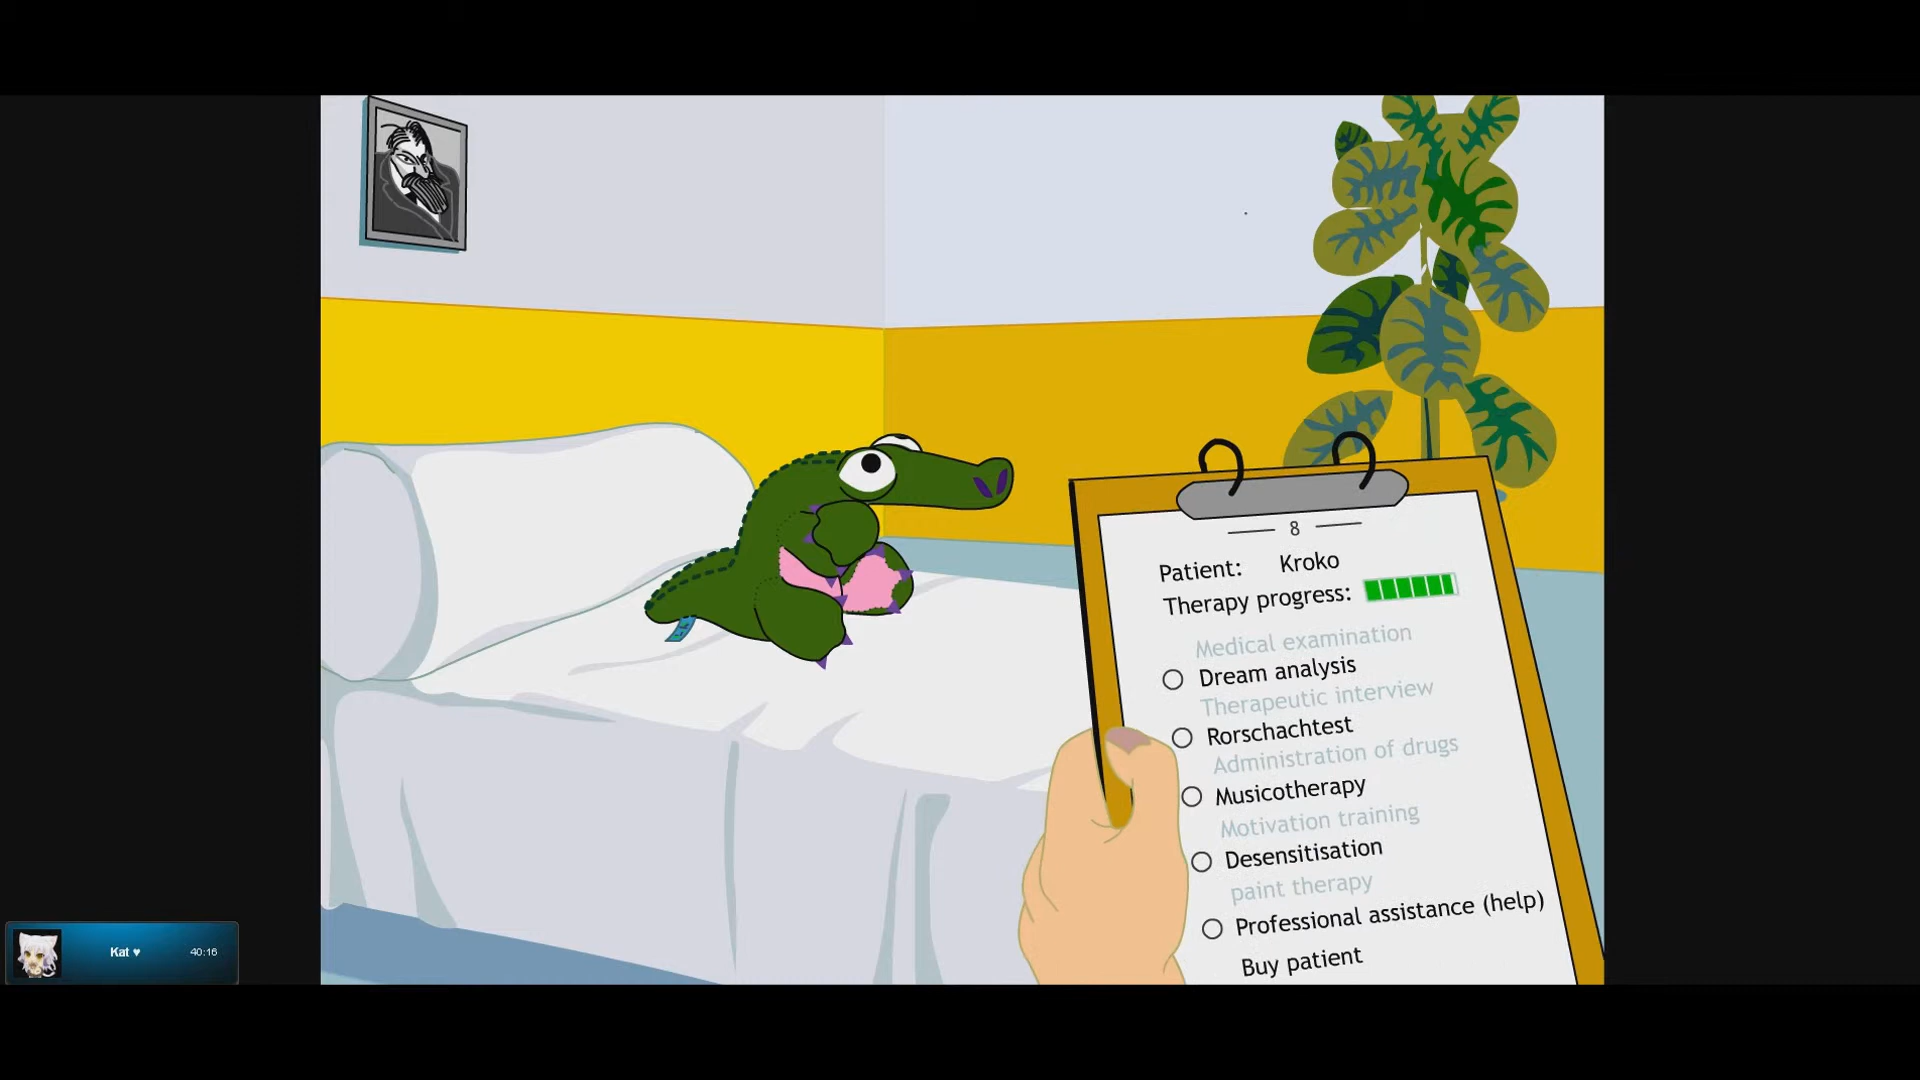 8
Patient: Kroko
Therapy progress:
Medical examination
Dream analysis
Therapeutic interview
Rorschachtest
Administration of drugs
Musicotherapy
Motivation training
Desensitisation
paint therapy
Professional assistance (help)
Buy patient
Kat ♥ 40:16